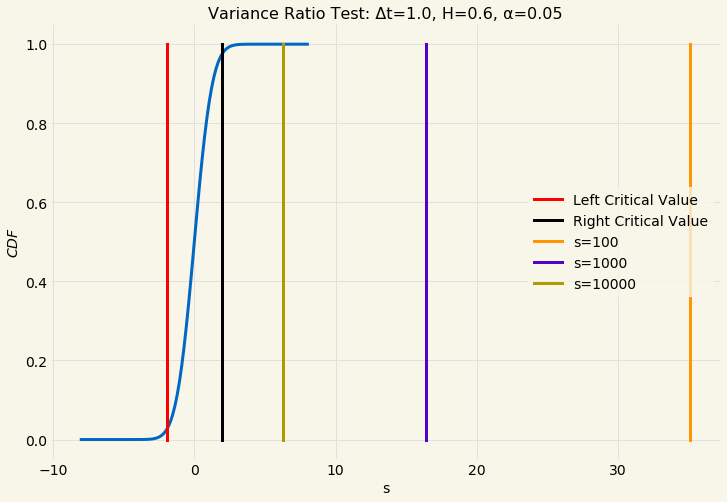 Variance Ratio Test: Δt=1.0, H=0.6, α=0.05
1.0
0.8
0.6
0.4
0.2
0.0
CDF
Left Critical Value
Right Critical Value
s=100
s=1000
s=10000
−10
0
10
20
30
s